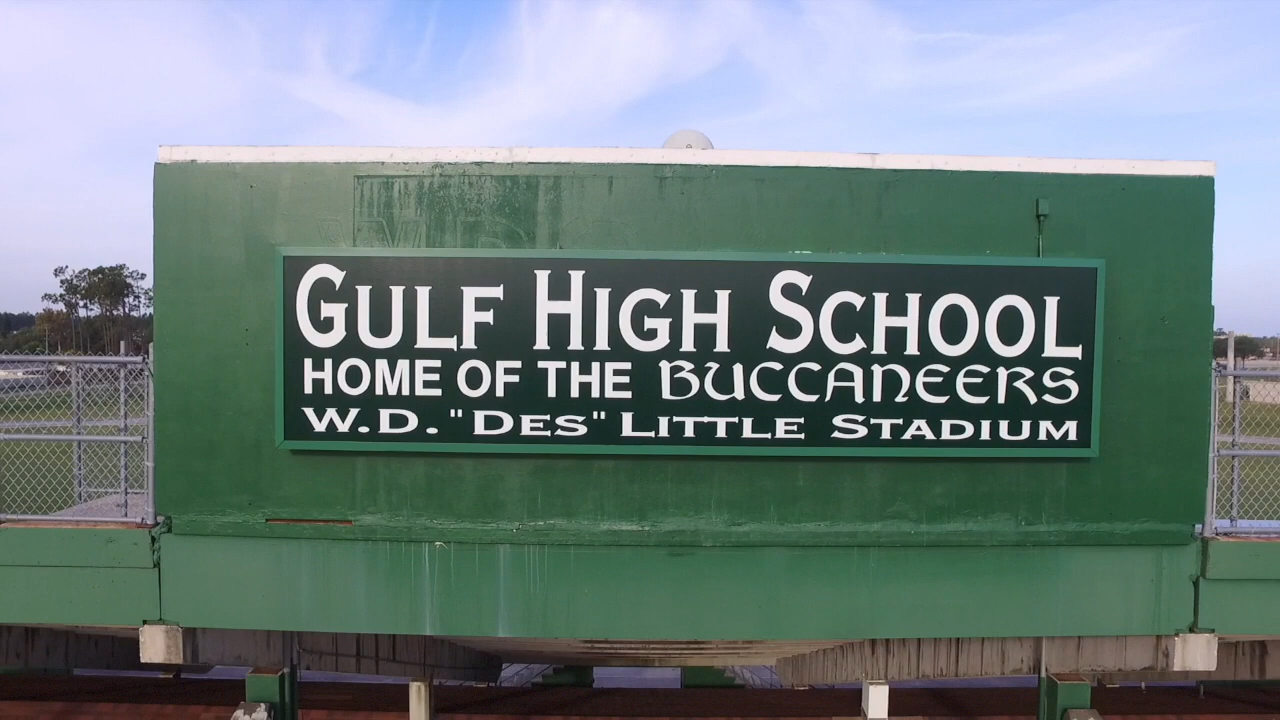 GULF HIGH SCHOOL
HOME OF THE BUCCANEERS
W.D. "DES" LITTLE STADIUM